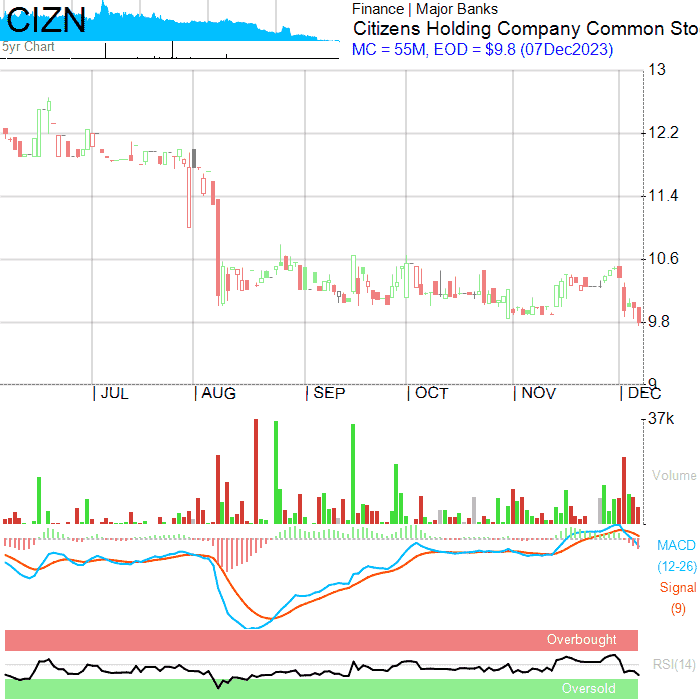 CIZN
5yr Chart
Finance | Major Banks
Citizens Holding Company Common Sto
MC = 55M, EOD = $9.8 (07Dec2023)
13
12.2
11.4
10.6
9.8
9
JUL AUG SEP OCT NOV DEC
37k
Volume
MACD
(12-26)
Signal
(9)
Overbought
RSI(14)
Oversold